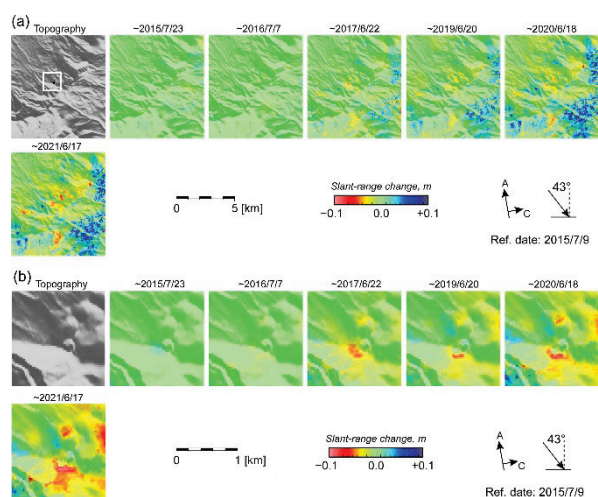 (a)
Topography ~2015/7/23 ~2016/7/7 ~2017/6/22 ~2019/6/20 ~2020/6/18
~2021/6/17
Slant-range change, m
−0.1 0.0 +0.1
0 5 [km]
A
C
43°
Ref. date: 2015/7/9
(b)
Topography ~2015/7/23 ~2016/7/7 ~2017/6/22 ~2019/6/20 ~2020/6/18
~2021/6/17
Slant-range change, m
−0.1 0.0 +0.1
0 1 [km]
A
C
43°
Ref. date: 2015/7/9